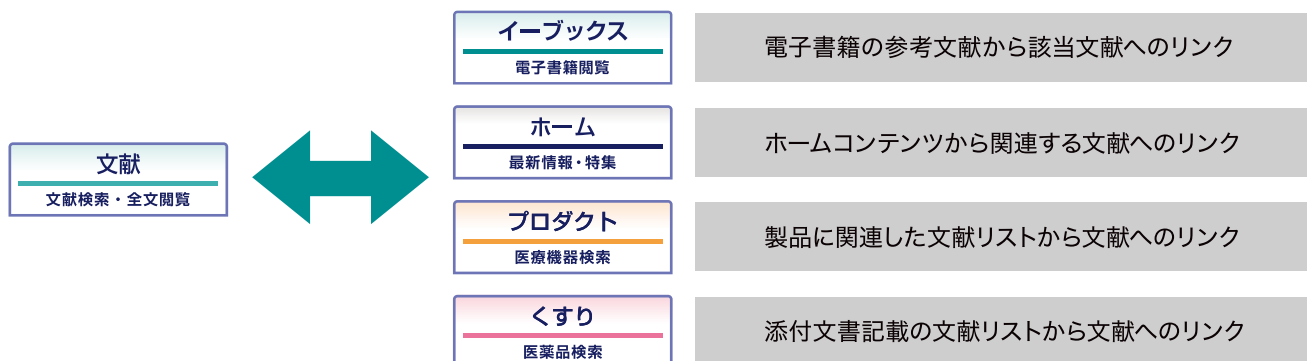 文献
文献検索・全文閲覧
イーブックス
電子書籍閲覧
電子書籍の参考文献から該当文献へのリンク
ホーム
最新情報・特集
ホームコンテンツから関連する文献へのリンク
プロダクト
医療機器検索
製品に関連した文献リストから文献へのリンク
くすり
医薬品検索
添付文書記載の文献リストから文献へのリンク